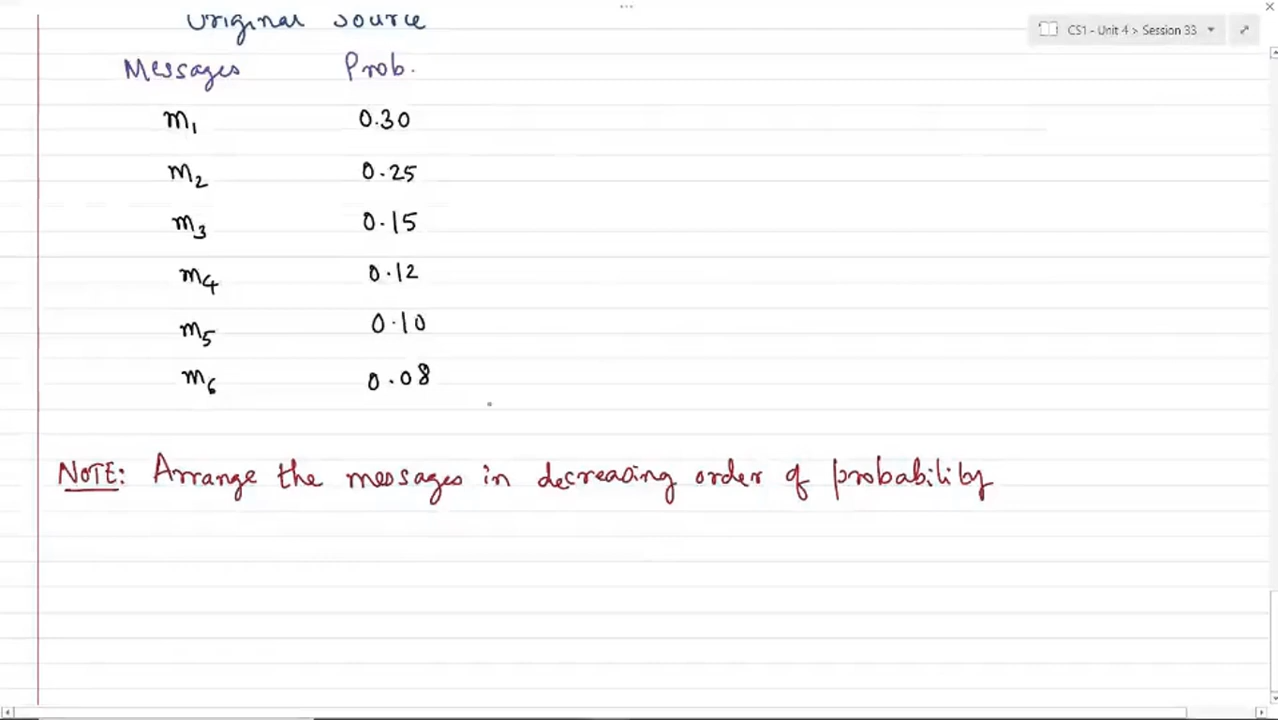 CS1 - Unit 4 > Session 33
Original source
Messages Prob.
m1 0.30
m2 0.25
m3 0.15
m4 0.12
m5 0.10
m6 0.08
NOTE: Arrange the messages in decreasing order of probability